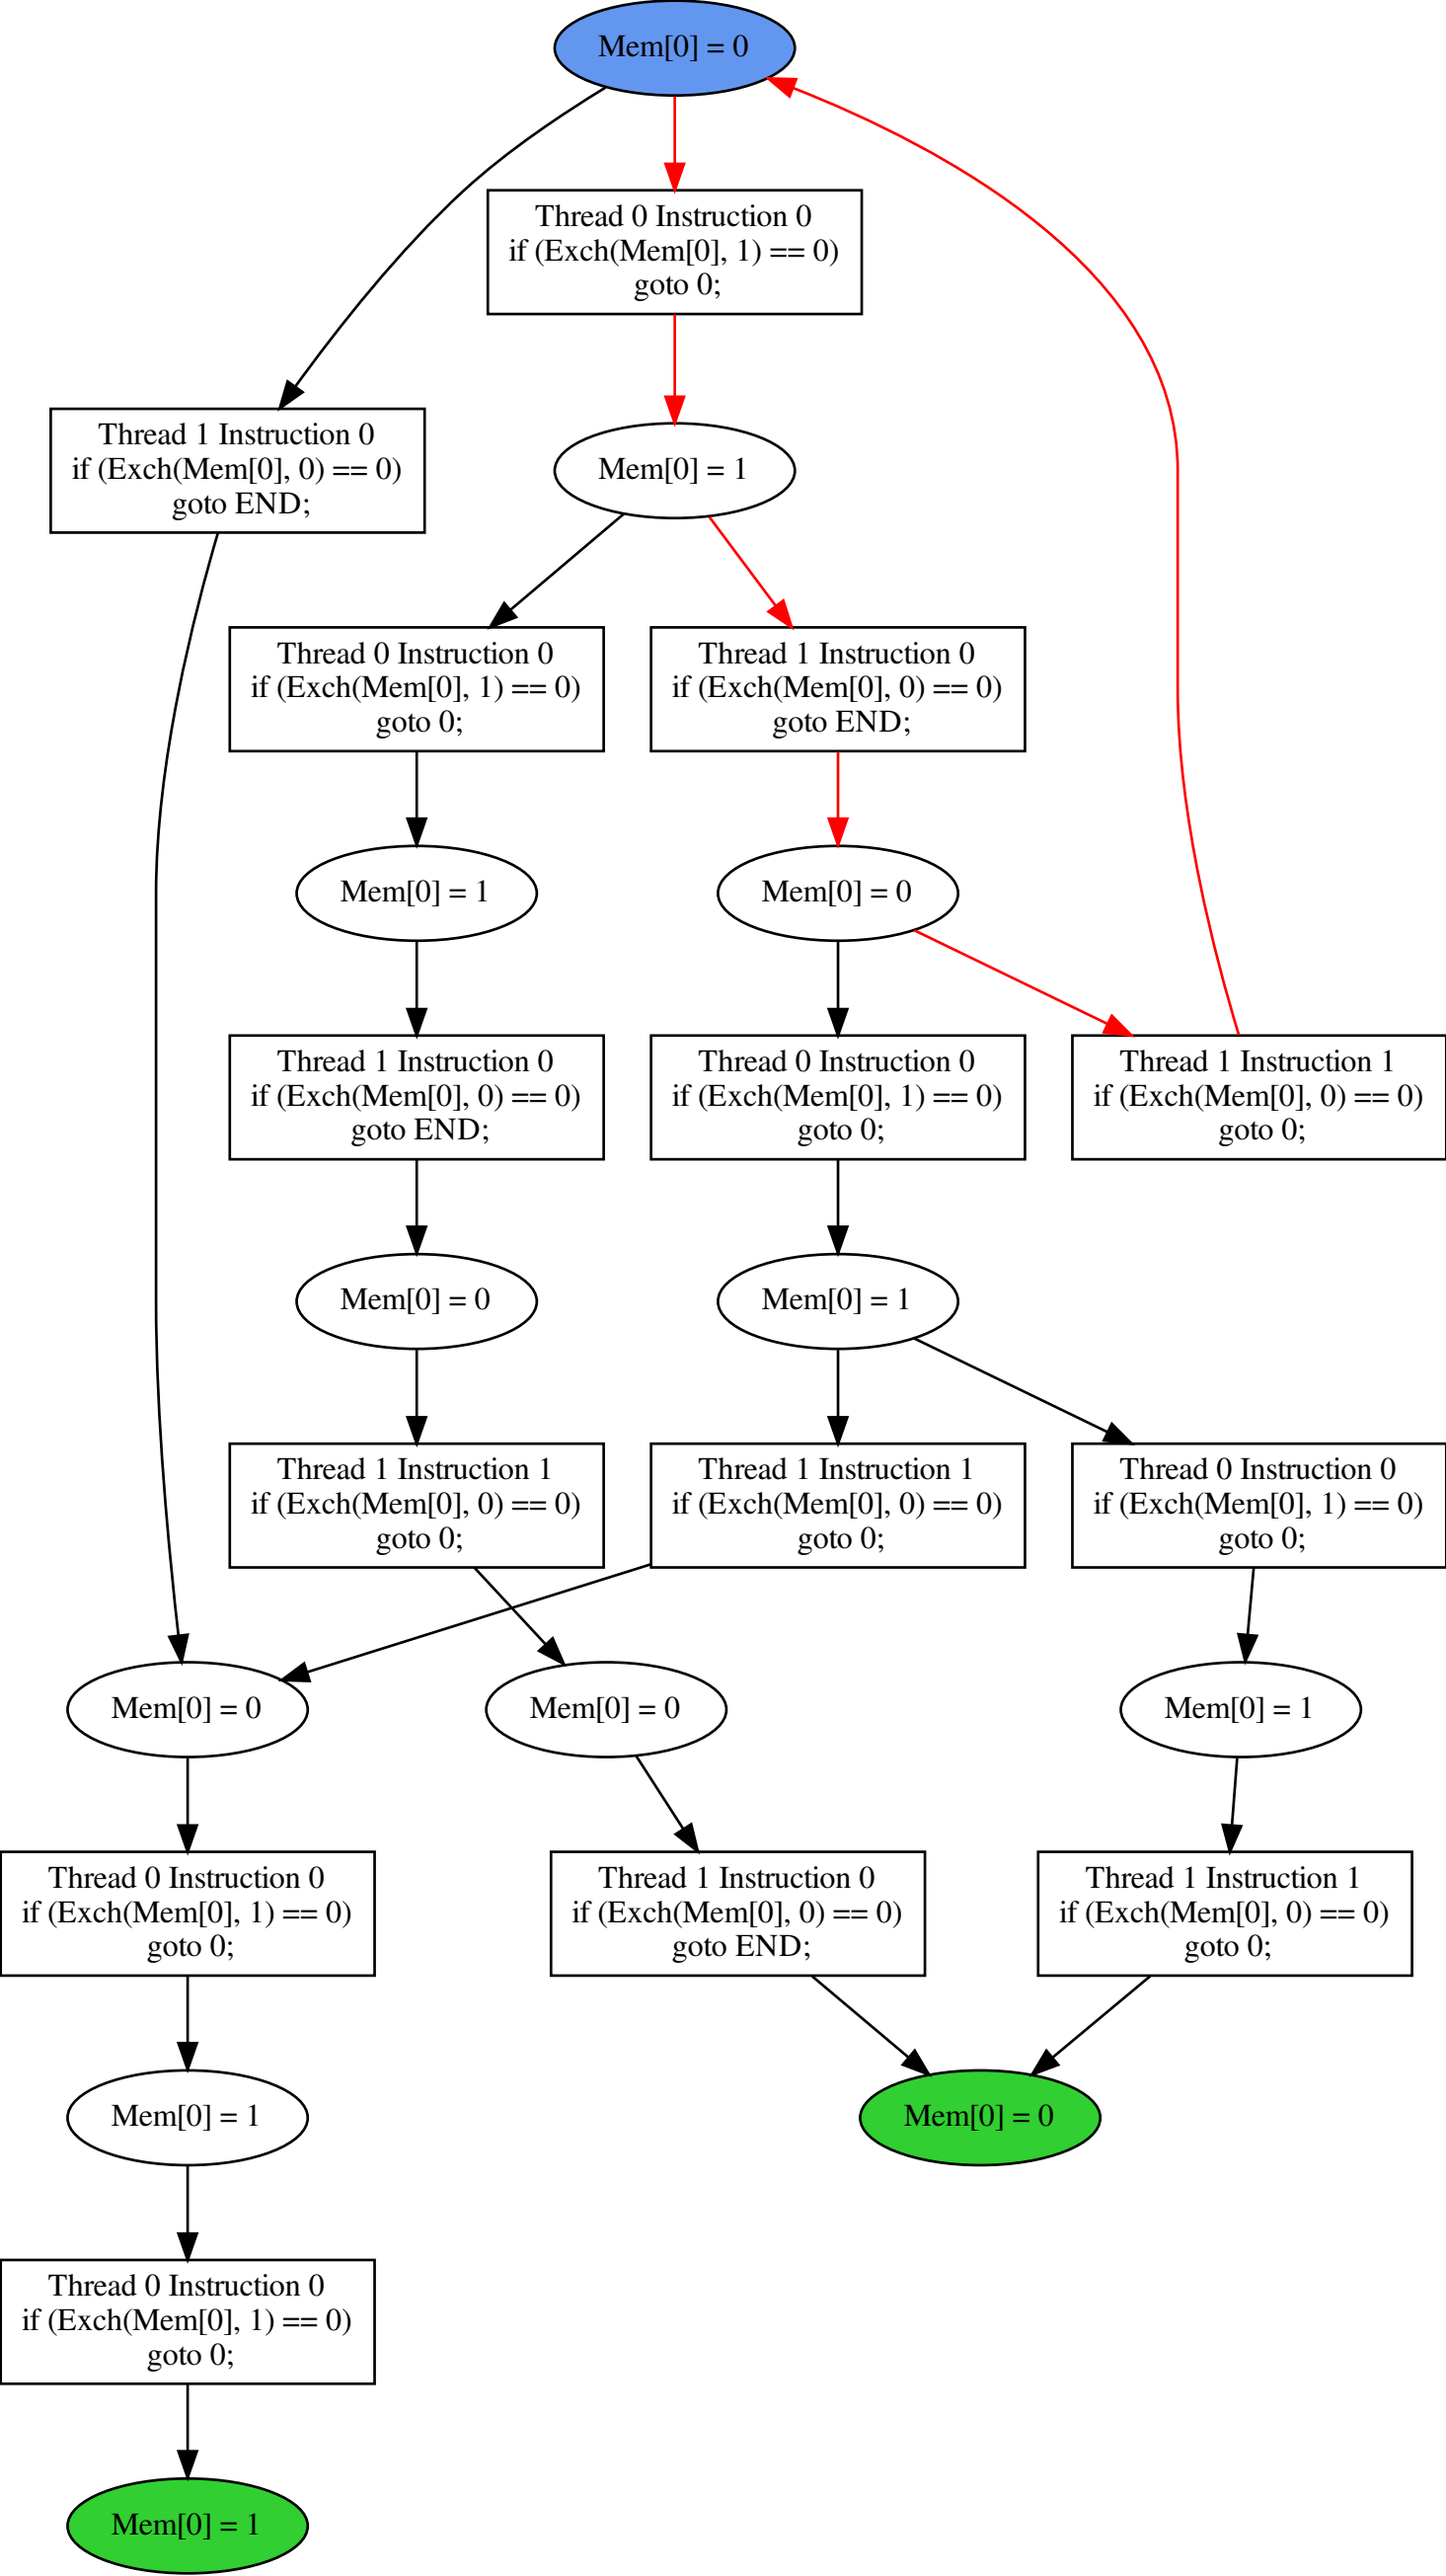 Mem[0] = 0
Thread 0 Instruction 0
if (Exch(Mem[0], 1) == 0)
goto 0;
Thread 1 Instruction 0
if (Exch(Mem[0], 0) == 0)
goto END;
Mem[0] = 1
Thread 0 Instruction 0
if (Exch(Mem[0], 1) == 0)
goto 0;
Thread 1 Instruction 0
if (Exch(Mem[0], 0) == 0)
goto END;
Mem[0] = 1
Mem[0] = 0
Thread 1 Instruction 0
if (Exch(Mem[0], 0) == 0)
goto END;
Thread 0 Instruction 0
if (Exch(Mem[0], 1) == 0)
goto 0;
Thread 1 Instruction 1
if (Exch(Mem[0], 0) == 0)
goto 0;
Mem[0] = 0
Mem[0] = 1
Thread 1 Instruction 1
if (Exch(Mem[0], 0) == 0)
goto 0;
Thread 1 Instruction 1
if (Exch(Mem[0], 0) == 0)
goto 0;
Thread 0 Instruction 0
if (Exch(Mem[0], 1) == 0)
goto 0;
Mem[0] = 0
Mem[0] = 0
Mem[0] = 1
Thread 0 Instruction 0
if (Exch(Mem[0], 1) == 0)
goto 0;
Thread 1 Instruction 0
if (Exch(Mem[0], 0) == 0)
goto END;
Thread 1 Instruction 1
if (Exch(Mem[0], 0) == 0)
goto 0;
Mem[0] = 1
Mem[0] = 0
Thread 0 Instruction 0
if (Exch(Mem[0], 1) == 0)
goto 0;
Mem[0] = 1